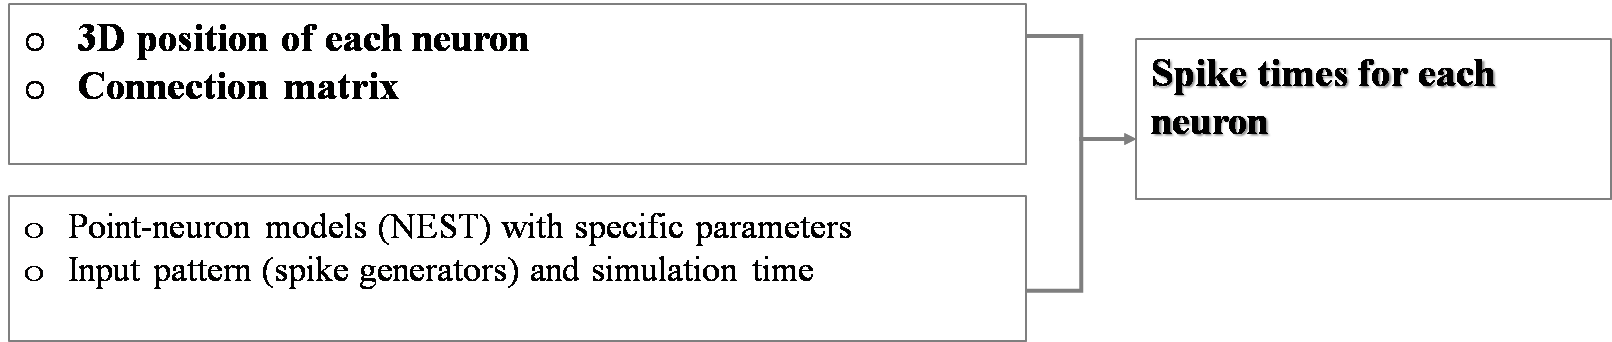 o 3D position of each neuron
o Connection matrix
o Point-neuron models (NEST) with specific parameters
o Input pattern (spike generators) and simulation time
Spike times for each
neuron